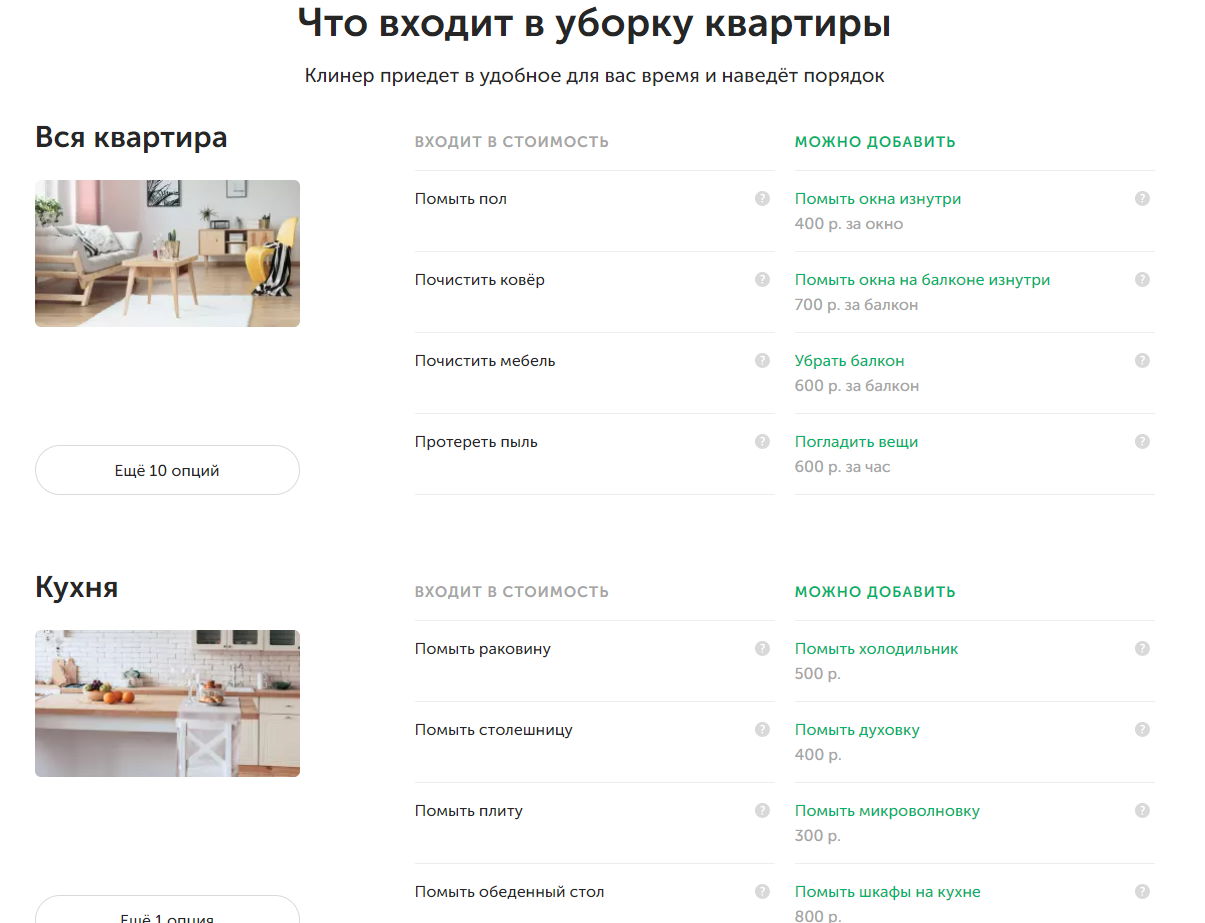 Что входит в уборку квартиры
Клинер приедет в удобное для вас время и наведёт порядок
Вся квартира
ВХОДИТ В СТОИМОСТЬ
МОЖНО ДОБАВИТЬ
Помыть пол
?
Помыть окна изнутри
?
400 р. за окно
Почистить ковёр
?
Помыть окна на балконе изнутри
?
700 р. за балкон
Почистить мебель
?
Убрать балкон
?
600 р. за балкон
Протереть пыль
?
Погладить вещи
?
600 р. за час
Ещё 10 опций
Кухня
ВХОДИТ В СТОИМОСТЬ
МОЖНО ДОБАВИТЬ
Помыть раковину
?
Помыть холодильник
?
500 р.
Помыть столешницу
?
Помыть духовку
?
400 р.
Помыть плиту
?
Помыть микроволновку
?
300 р.
Помыть обеденный стол
?
Помыть шкафы на кухне
?
800 р.
Ещё 1 опция